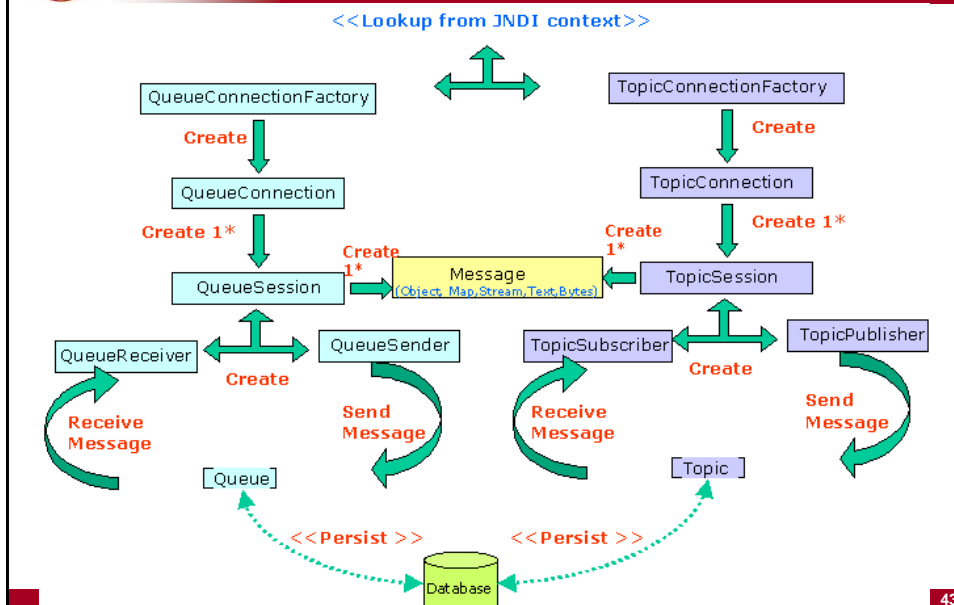 <<Lookup from JNDI context>>
QueueConnectionFactory
TopicConnectionFactory
Create
Create
QueueConnection
TopicConnection
Create 1*
Create 1*
Create
1*
Create
1*
QueueSession
Message
(Object, Map,Stream,Text,Bytes)
TopicSession
QueueReceiver
QueueSender
TopicSubscriber
TopicPublisher
Create
Create
Receive
Message
Send
Message
Receive
Message
Send
Message
[Queue]
[Topic]
<<Persist >>
<<Persist >>
Database
43